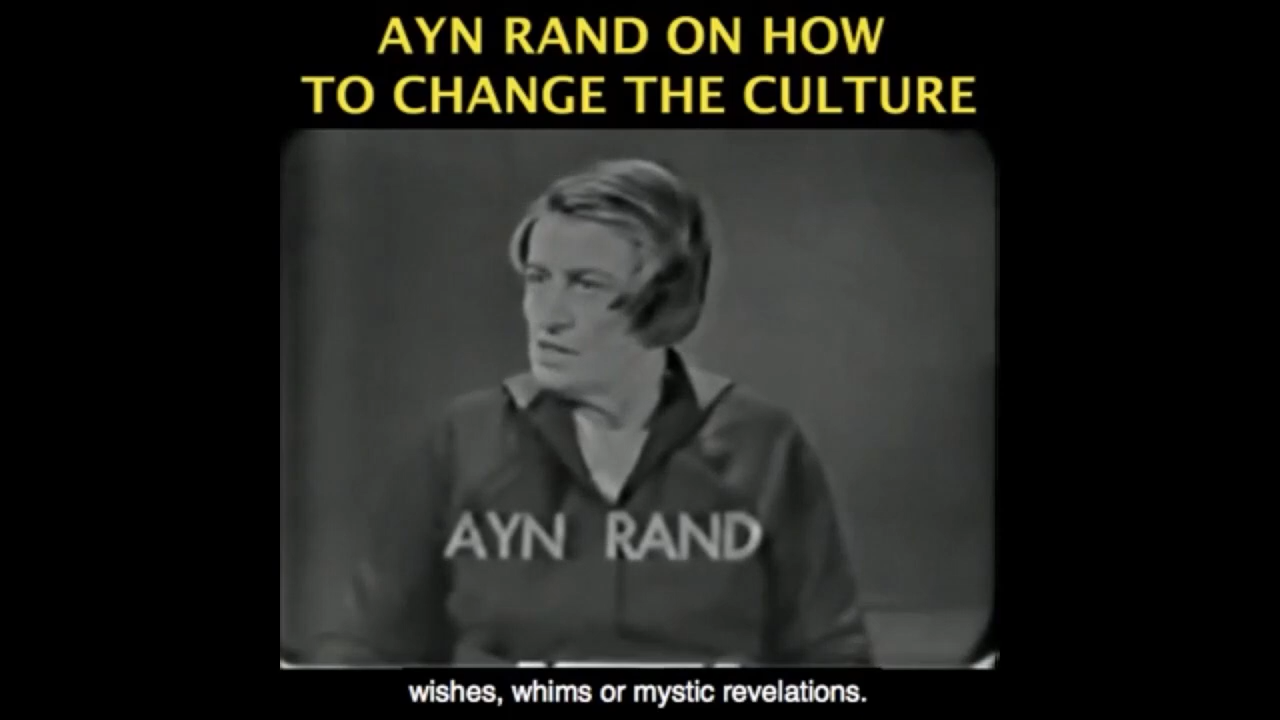 AYN RAND ON HOW
TO CHANGE THE CULTURE
AYN RAND
wishes, whims or mystic revelations.